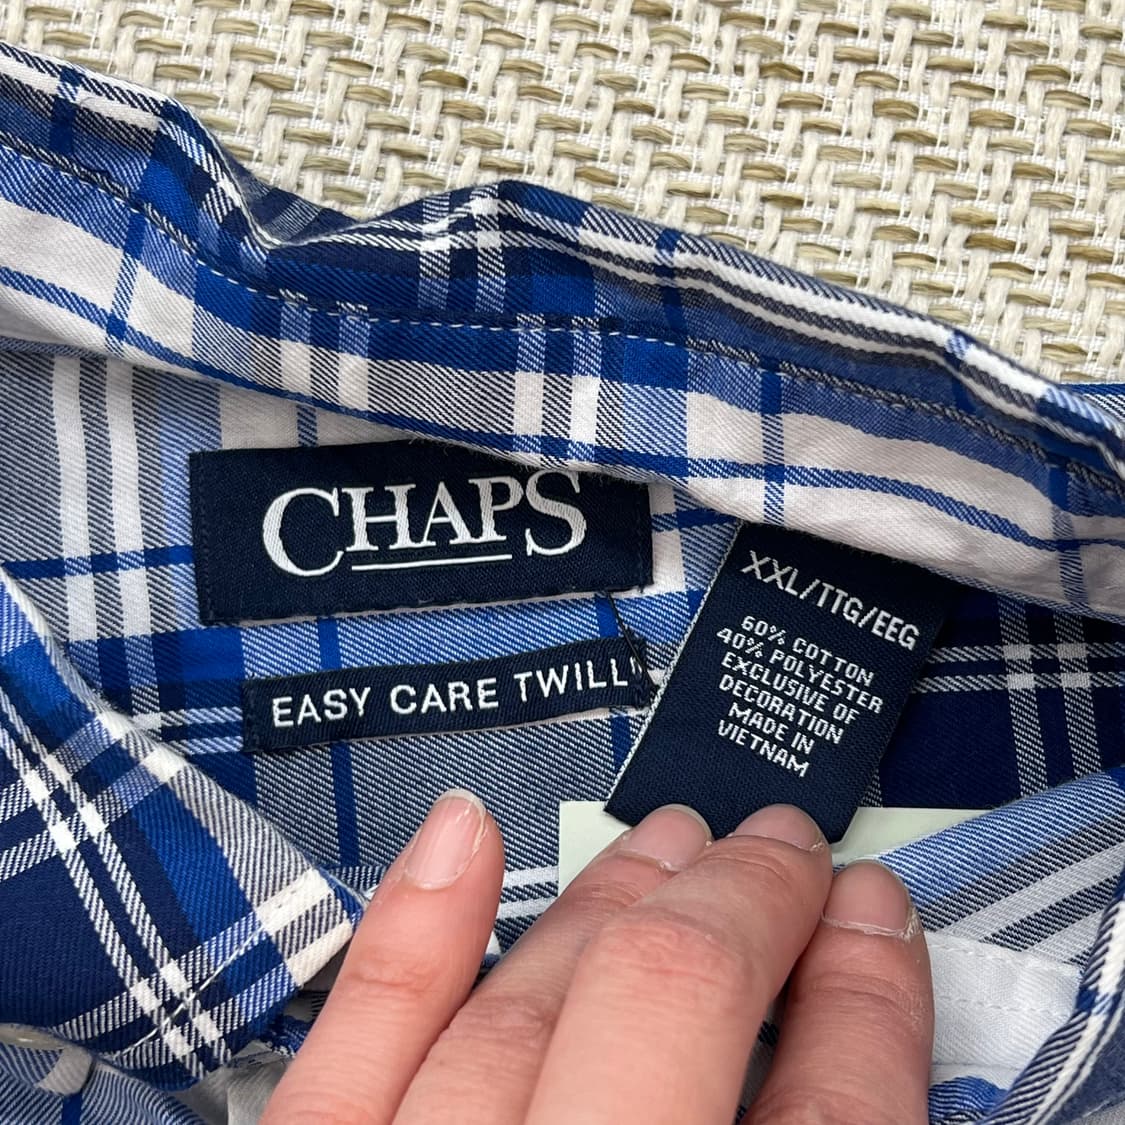 CHAPS
EASY CARE TWILL
XXL/TTG/EEG
60% COTTON
40% POLYESTER
EXCLUSIVE OF
DECORATION
MADE IN
VIETNAM